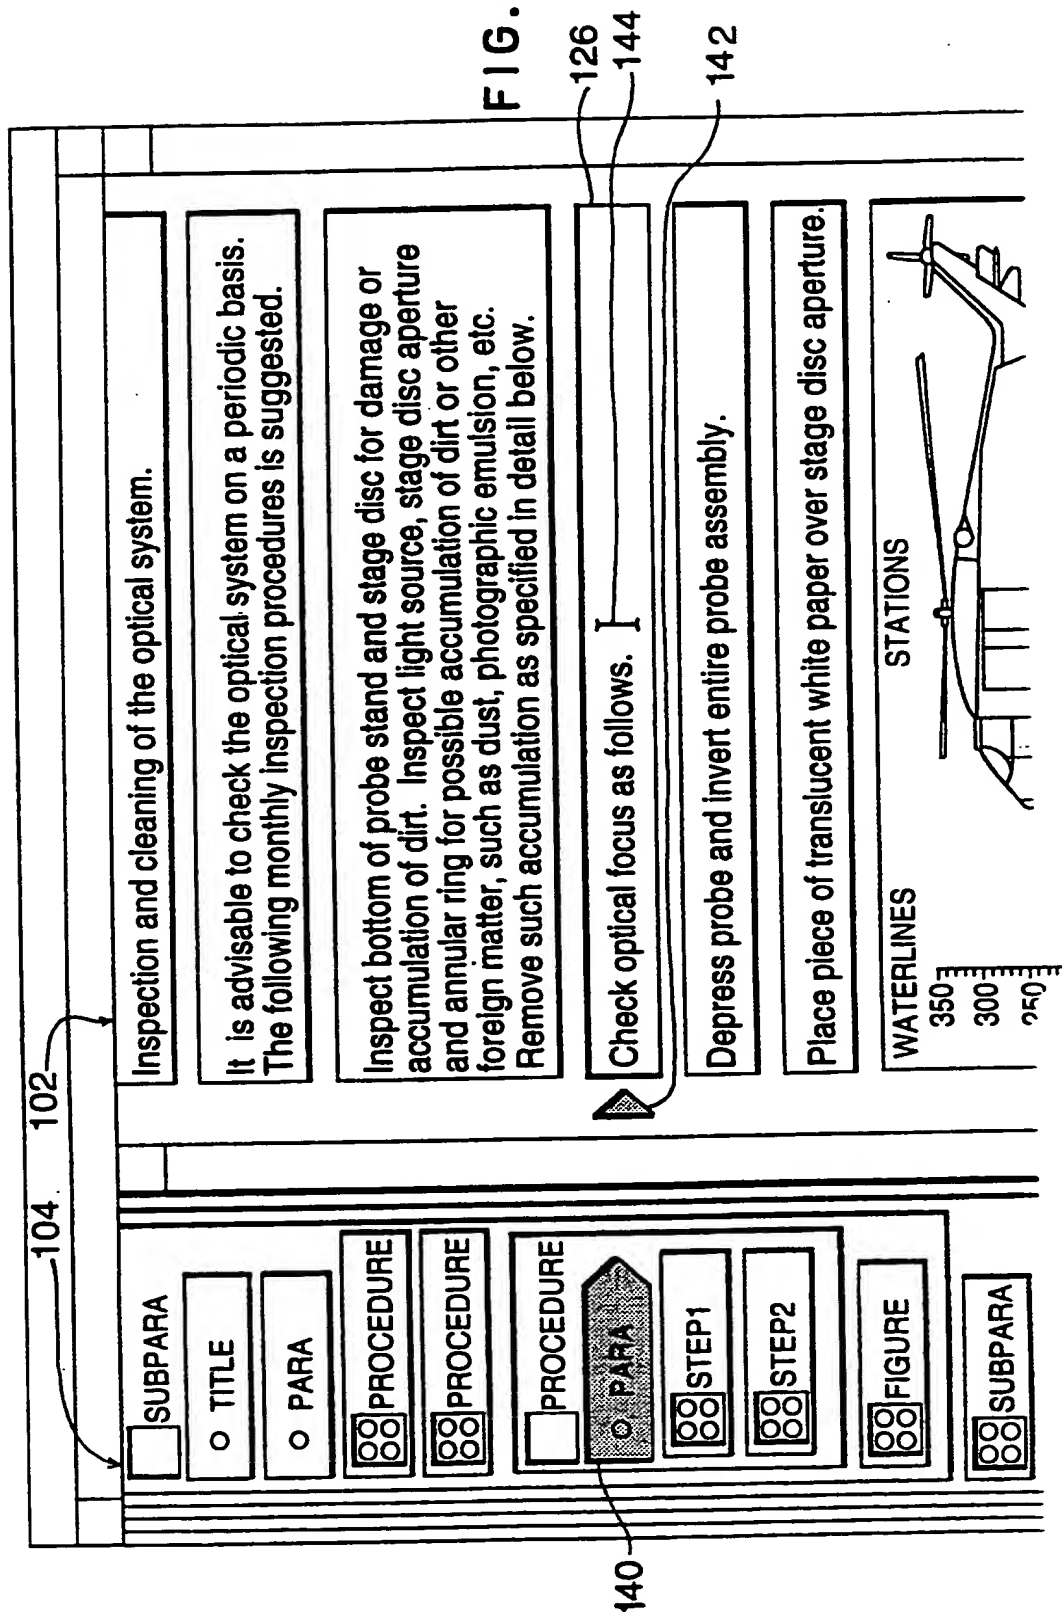 FIG.
104
102
SUBPARA
TITLE
PARA
PROCEDURE
PROCEDURE
PROCEDURE
PARA
STEP1
STEP2
FIGURE
SUBPARA
140
Inspection and cleaning of the optical system.
It is advisable to check the optical system on a periodic basis.
The following monthly inspection procedures is suggested.
Inspect bottom of probe stand and stage disc for damage or
accumulation of dirt. Inspect light source, stage disc aperture
and annular ring for possible accumulation of dirt or other
foreign matter, such as dust, photographic emulsion, etc.
Remove such accumulation as specified in detail below.
Check optical focus as follows.
Depress probe and invert entire probe assembly.
Place piece of translucent white paper over stage disc aperture.
WATERLINES
STATIONS
350
300
250
126
144
142